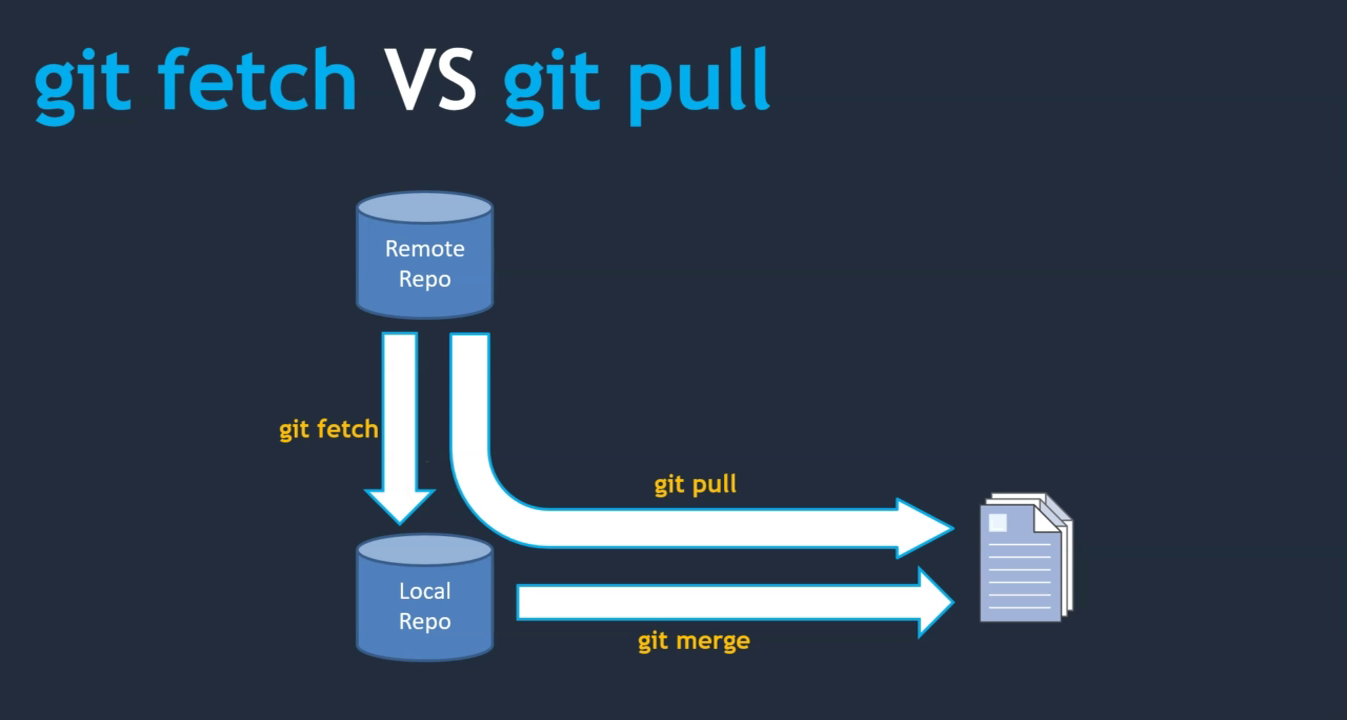 git fetch VS git pull
Remote
Repo
git fetch
git pull
Local
Repo
git merge